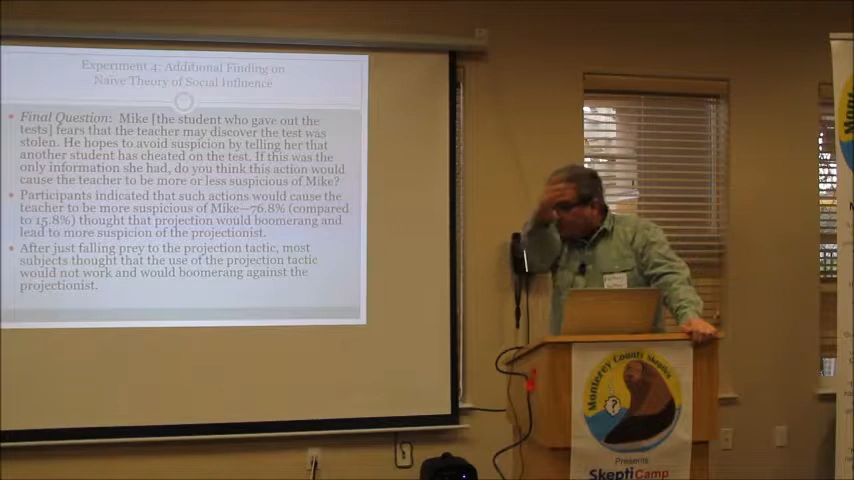 Experiment 4: Additional Finding on
Naïve Theory of Social Influence
Final Question: Mike [the student who gave out the
tests] fears that the teacher may discover the test was
stolen. He hopes to avoid suspicion by telling her that
another student has cheated on the test. If this was the
only information she had, do you think this action would
cause the teacher to be more or less suspicious of Mike?
Participants indicated that such actions would cause the
teacher to be more suspicious of Mike—76.8% (compared
to 15.8%) thought that projection would boomerang and
lead to more suspicion of the projectionist.
After just falling prey to the projection tactic, most
subjects thought that the use of the projection tactic
would not work and would boomerang against the
projectionist.
Monterey County Skeptics
?
Presents
SkeptiCamp